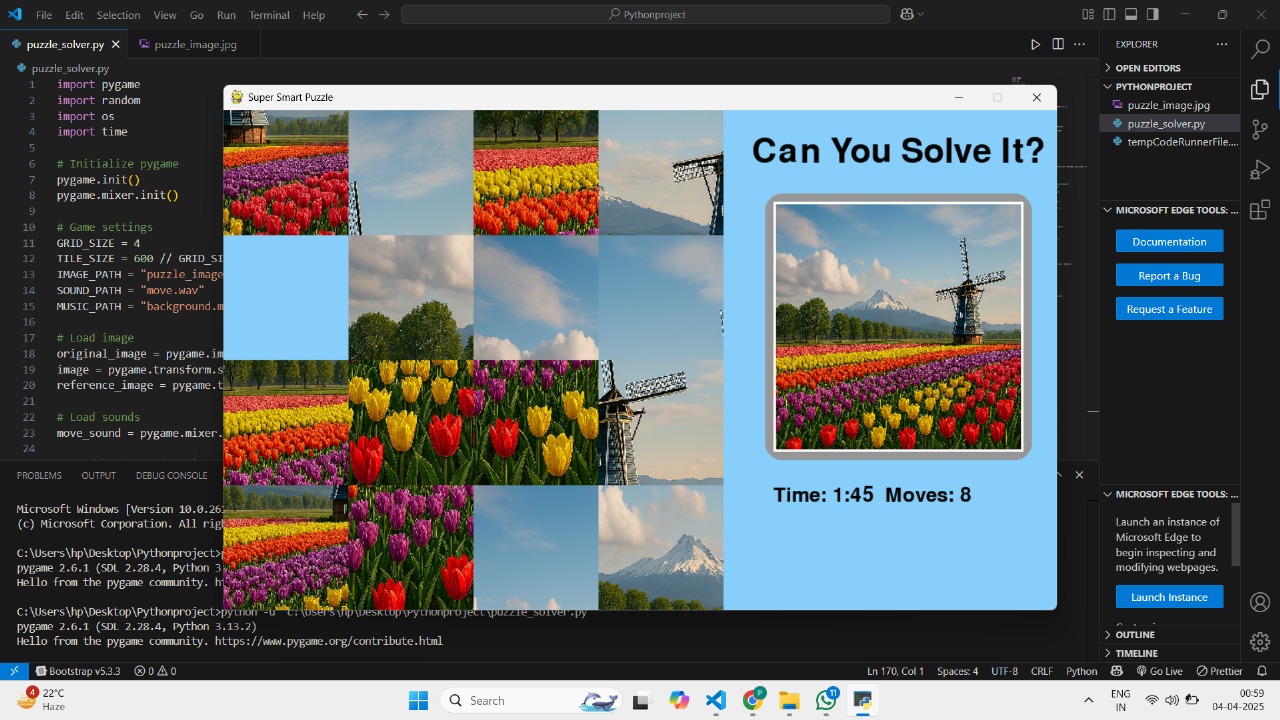 File Edit Selection View Go Run Terminal Help
Pythonproject
puzzle_solver.py
puzzle_image.jpg
puzzle_solver.py
1 import pygame
2 import random
3 import os
4 import time
5
6 # Initialize pygame
7 pygame.init()
8 pygame.mixer.init()
9
10 # Game settings
11 GRID_SIZE = 4
12 TILE_SIZE = 600 // GRID_SI
13 IMAGE_PATH = "puzzle_image
14 SOUND_PATH = "move.wav"
15 MUSIC_PATH = "background.m
16
17 # Load image
18 original_image = pygame.im
19 image = pygame.transform.s
20 reference_image = pygame.t
21
22 # Load sounds
23 move_sound = pygame.mixer.
24
Super Smart Puzzle
Can You Solve It?
Time: 1:45 Moves: 8
PROBLEMS OUTPUT DEBUG CONSOLE
Microsoft Windows [Version 10.0.26
(c) Microsoft Corporation. All rig
C:\Users\hp\Desktop\Pythonproject>
pygame 2.6.1 (SDL 2.28.4, Python 3
Hello from the pygame community. h
C:\Users\hp\Desktop\Pythonproject>python -u "c:\Users\hp\Desktop\Pythonproject\puzzle_solver.py"
pygame 2.6.1 (SDL 2.28.4, Python 3.13.2)
Hello from the pygame community. https://www.pygame.org/contribute.html
EXPLORER
OPEN EDITORS
PYTHONPROJECT
puzzle_image.jpg
puzzle_solver.py
tempCodeRunnerFile....
MICROSOFT EDGE TOOLS: ...
Documentation
Report a Bug
Request a Feature
MICROSOFT EDGE TOOLS: ...
Launch an instance of
Microsoft Edge to
begin inspecting and
modifying webpages.
Launch Instance
OUTLINE
TIMELINE
Bootstrap v5.3.3 0 0
Ln 170, Col 1 Spaces: 4 UTF-8 CRLF Python Go Live Prettier
4
22°C
Haze
Search
P
11
ENG
IN
00:59
04-04-2025